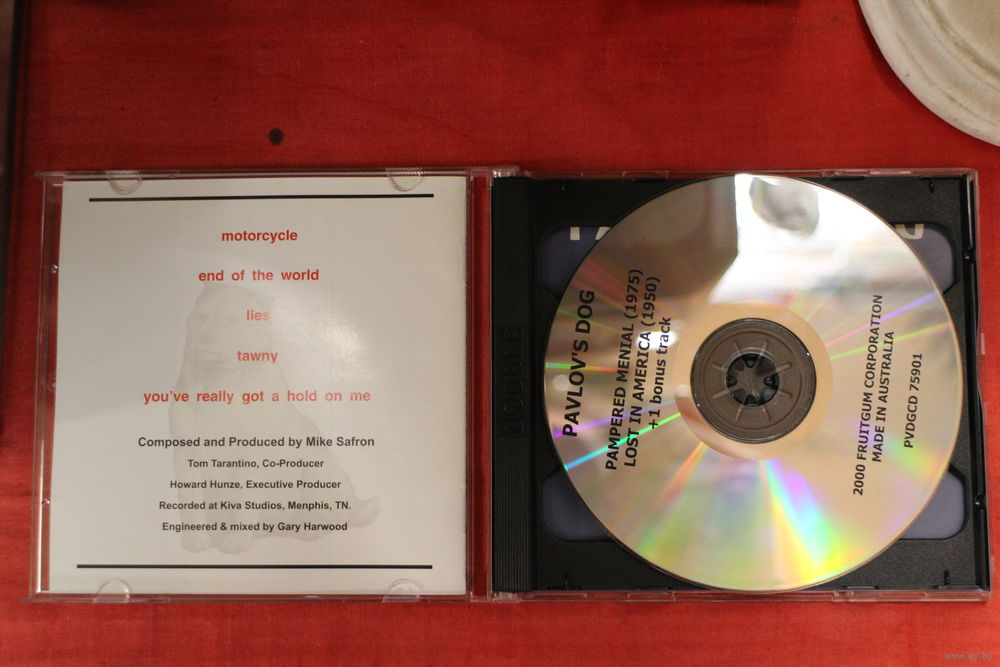 motorcycle
end of the world
lies
tawny
you've really got a hold on me
Composed and Produced by Mike Safron
Tom Tarantino, Co-Producer
Howard Hunze, Executive Producer
Recorded at Kiva Studios, Memphis, TN.
Engineered & mixed by Gary Harwood
DOUBLE
PAVLOV'S DOG
PAMPERED MENIAL (1975)
LOST IN AMERICA (1950)
+1 bonus track
2000 FRUITGUM CORPORATION
MADE IN AUSTRALIA
PVDGCD 75901
www.ay.by